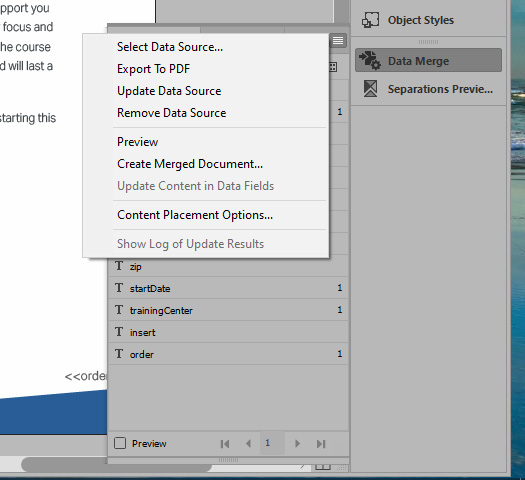 pport you
focus and
he course
d will last a
starting this
Select Data Source...
Export To PDF
Update Data Source
Remove Data Source
1
Preview
Create Merged Document...
Update Content in Data Fields
Content Placement Options...
Show Log of Update Results
T zip
T startDate 1
T trainingCenter 1
T insert
T order 1
<<orde
Preview 1
Object Styles
Data Merge
Separations Previe...